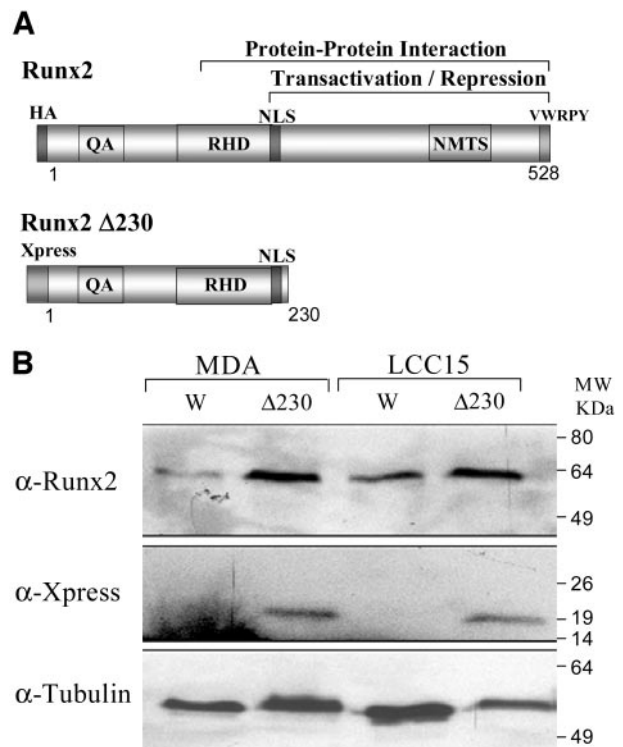 A
Protein-Protein Interaction
Runx2
Transactivation / Repression
HA
NLS
VWRPY
QA
RHD
NMTS
1
528
Runx2 Δ230
Xpress
NLS
QA
RHD
1
230
B
MDA
LCC15
MW
KDa
W
Δ230
W
Δ230
80
α-Runx2
64
49
α-Xpress
26
19
14
α-Tubulin
64
49